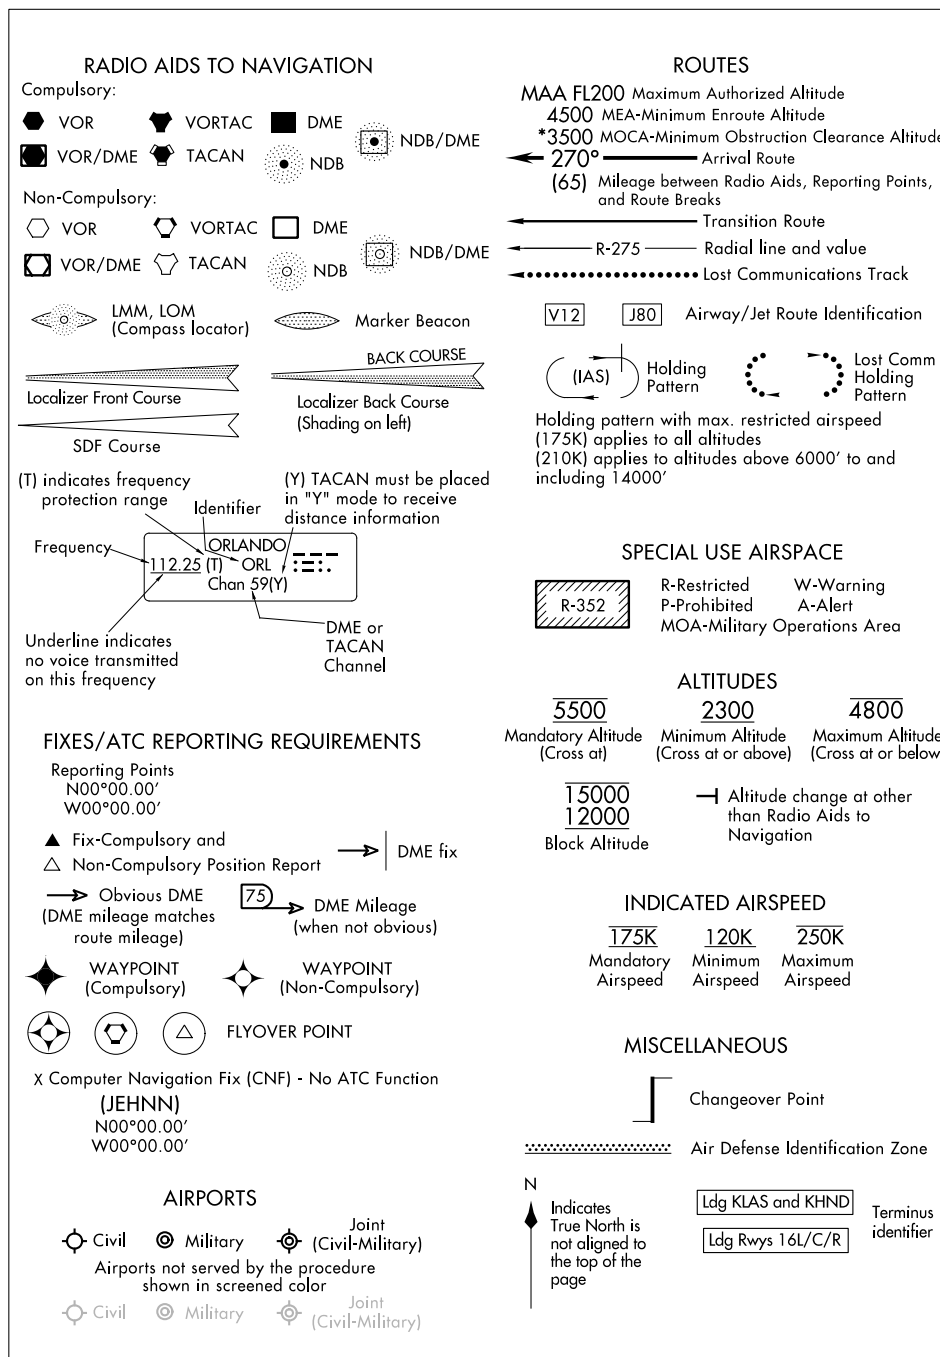 RADIO AIDS TO NAVIGATION
Compulsory:
VOR
VORTAC
DME
NDB/DME
VOR/DME
TACAN
NDB
Non-Compulsory:
VOR
VORTAC
DME
NDB/DME
VOR/DME
TACAN
NDB
LMM, LOM
(Compass locator)
Marker Beacon
BACK COURSE
Localizer Front Course
Localizer Back Course
(Shading on left)
SDF Course
(T) indicates frequency
protection range
Identifier
(Y) TACAN must be placed
in "Y" mode to receive
distance information
Frequency
ORLANDO
112.25 (T) ORL
Chan 59(Y)
Underline indicates
no voice transmitted
on this frequency
DME or
TACAN
Channel
FIXES/ATC REPORTING REQUIREMENTS
Reporting Points
N00°00.00'
W00°00.00'
Fix-Compulsory and
Non-Compulsory Position Report
DME fix
Obvious DME
(DME mileage matches
route mileage)
75
DME Mileage
(when not obvious)
WAYPOINT
(Compulsory)
WAYPOINT
(Non-Compulsory)
FLYOVER POINT
X Computer Navigation Fix (CNF) - No ATC Function
(JEHNN)
N00°00.00'
W00°00.00'
AIRPORTS
Civil
Military
Joint
(Civil-Military)
Airports not served by the procedure
shown in screened color
Civil
Military
Joint
(Civil-Military)
ROUTES
MAA FL200 Maximum Authorized Altitude
4500 MEA-Minimum Enroute Altitude
*3500 MOCA-Minimum Obstruction Clearance Altitude
270° Arrival Route
(65) Mileage between Radio Aids, Reporting Points,
and Route Breaks
Transition Route
R-275 Radial line and value
Lost Communications Track
V12 J80 Airway/Jet Route Identification
(IAS)
Holding
Pattern
Lost Comm
Holding
Pattern
Holding pattern with max. restricted airspeed
(175K) applies to all altitudes
(210K) applies to altitudes above 6000' to and
including 14000'
SPECIAL USE AIRSPACE
R-352
R-Restricted W-Warning
P-Prohibited A-Alert
MOA-Military Operations Area
ALTITUDES
5500
Mandatory Altitude
(Cross at)
2300
Minimum Altitude
(Cross at or above)
4800
Maximum Altitude
(Cross at or below
15000
12000
Block Altitude
Altitude change at other
than Radio Aids to
Navigation
INDICATED AIRSPEED
175K
Mandatory
Airspeed
120K
Minimum
Airspeed
250K
Maximum
Airspeed
MISCELLANEOUS
Changeover Point
Air Defense Identification Zone
N
Indicates
True North is
not aligned to
the top of the
page
Ldg KLAS and KHND
Ldg Rwys 16L/C/R
Terminus
identifier